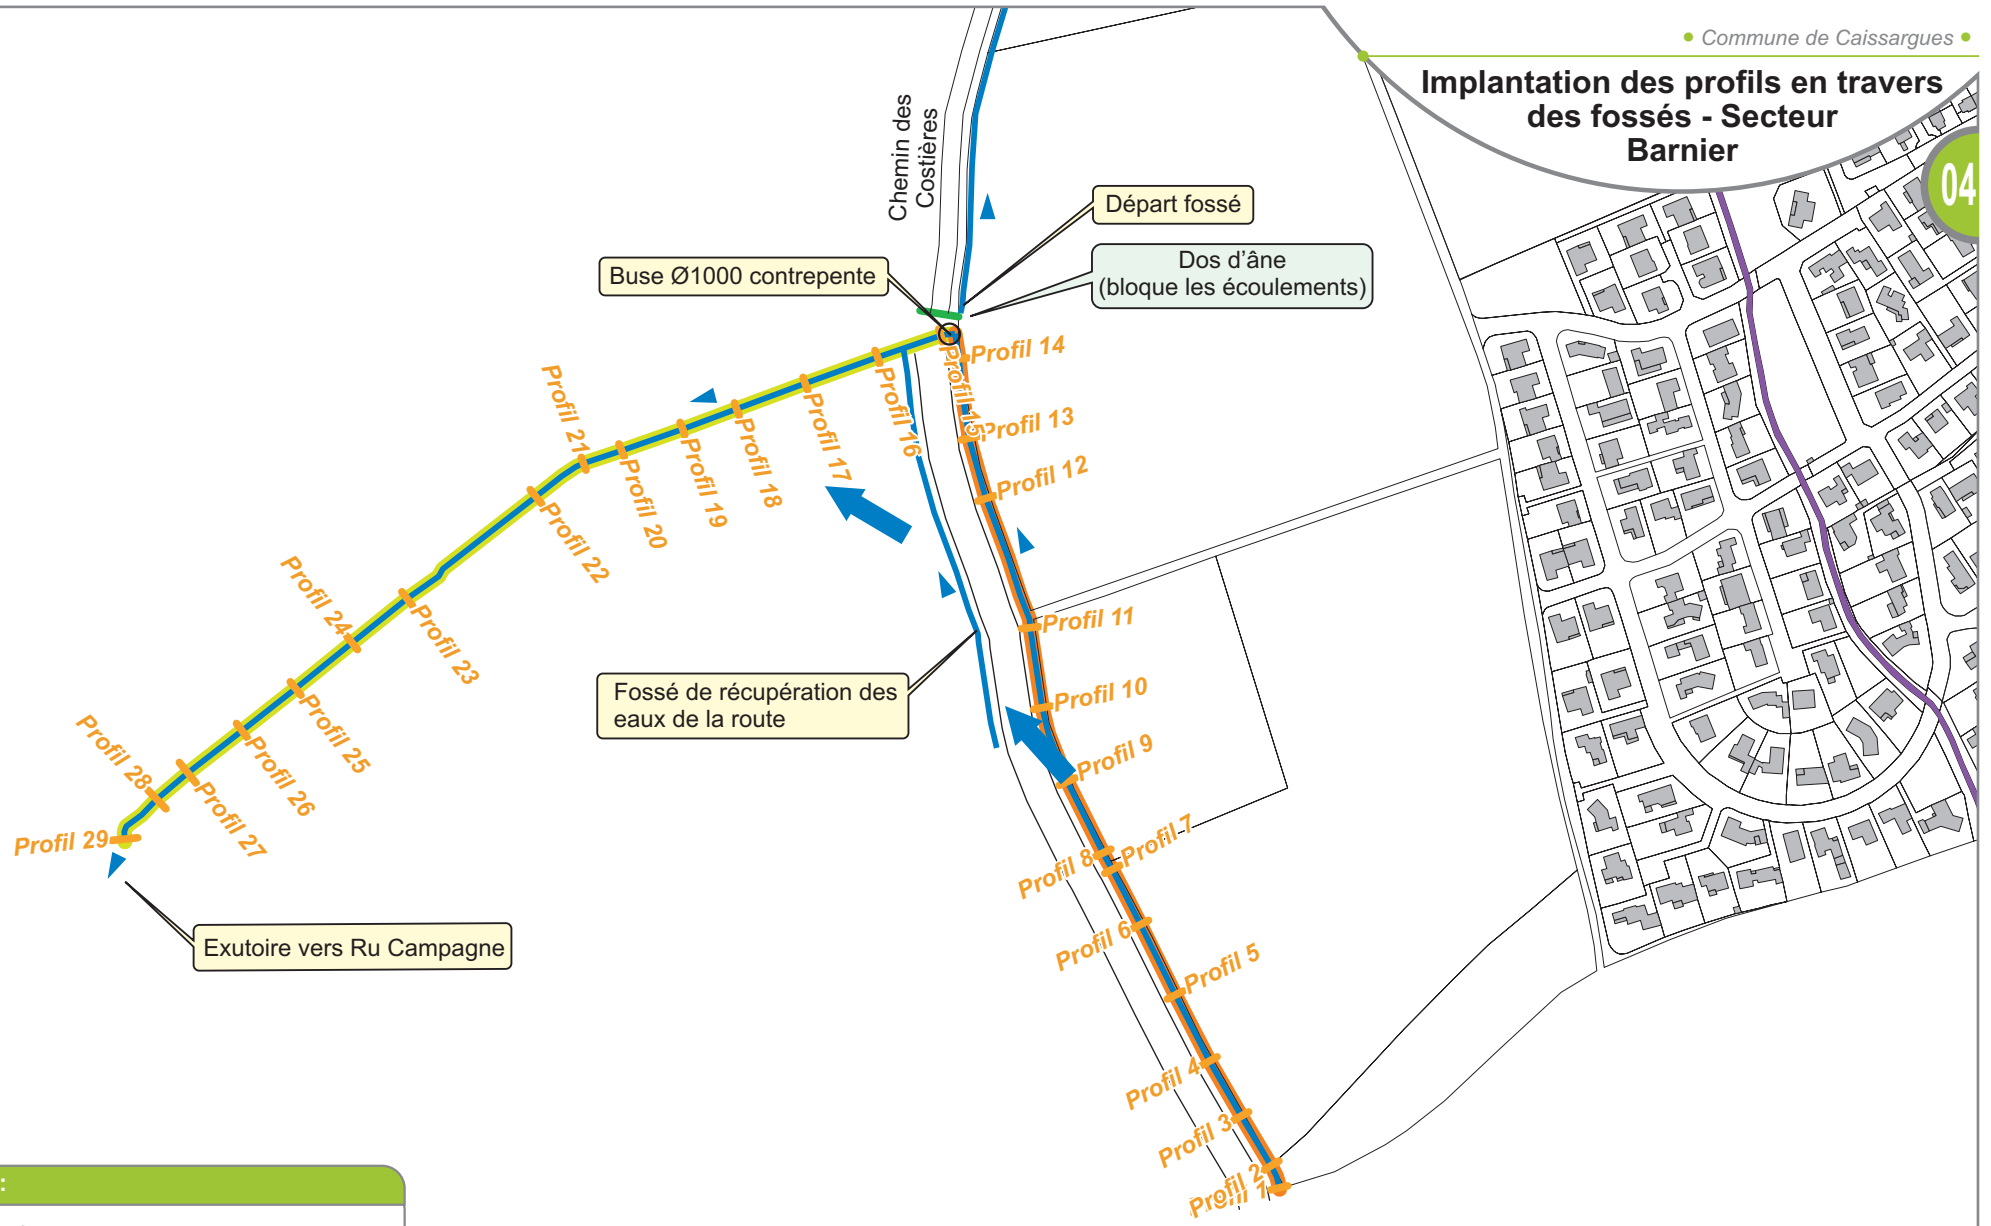 • Commune de Caissargues •
Implantation des profils en travers
des fossés - Secteur
Barnier
04
Chemin des
Costières
Départ fossé
Dos d'âne
(bloque les écoulements)
Buse Ø1000 contrepente
Profil 14
Profil 15
Profil 13
Profil 12
Profil 16
Profil 17
Profil 18
Profil 19
Profil 20
Profil 21
Profil 22
Profil 23
Profil 24
Profil 25
Profil 26
Profil 27
Profil 28
Profil 29
Profil 11
Profil 10
Profil 9
Fossé de récupération des
eaux de la route
Profil 7
Profil 8
Profil 6
Profil 5
Profil 4
Profil 3
Profil 2
Profil 1
Exutoire vers Ru Campagne
: